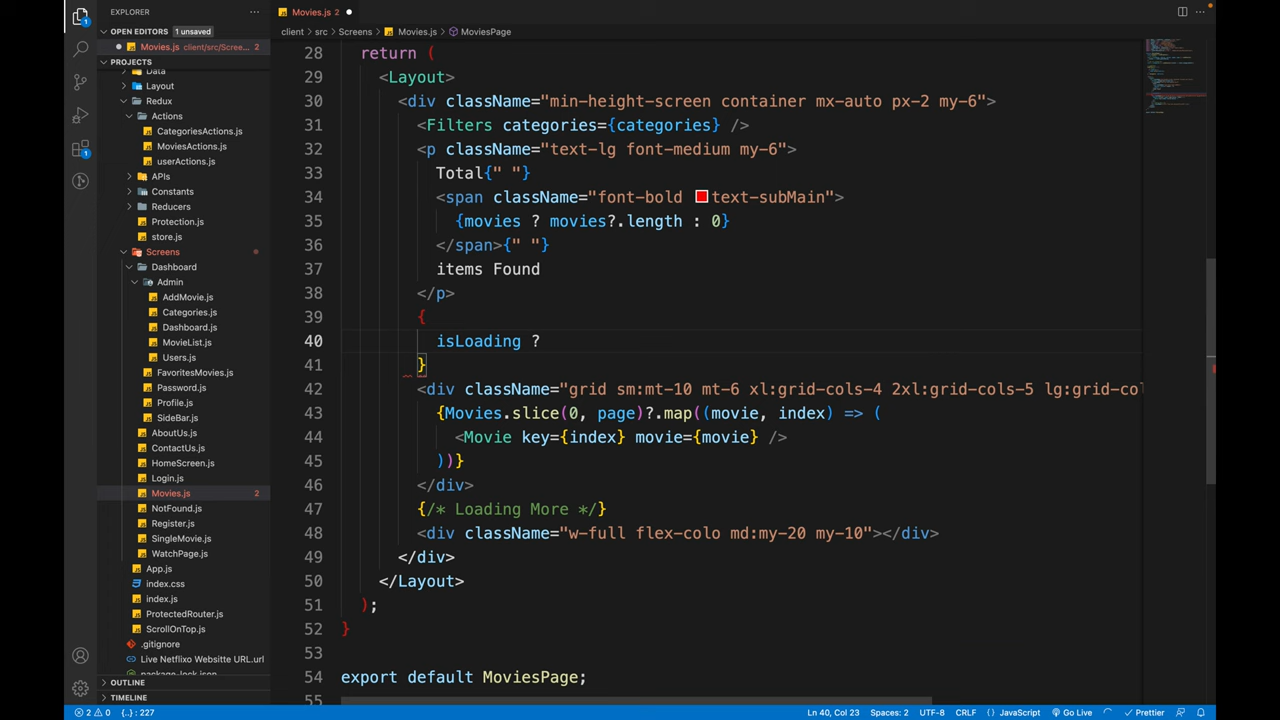 EXPLORER
OPEN EDITORS 1 unsaved
Movies.js client/src/Scree... 2
PROJECTS
Data
Layout
Redux
Actions
CategoriesActions.js
MoviesActions.js
userActions.js
APIs
Constants
Reducers
Protection.js
store.js
Screens
Dashboard
Admin
AddMovie.js
Categories.js
Dashboard.js
MovieList.js
Users.js
FavoritesMovies.js
Password.js
Profile.js
SideBar.js
AboutUs.js
ContactUs.js
HomeScreen.js
Login.js
Movies.js 2
NotFound.js
Register.js
SingleMovie.js
WatchPage.js
App.js
index.css
index.js
ProtectedRouter.js
ScrollOnTop.js
.gitignore
Live Netflixo Websitte URL.url
package-lock.json
OUTLINE
TIMELINE
Movies.js 2
client > src > Screens > Movies.js > MoviesPage
28 return (
29 <Layout>
30 <div className="min-height-screen container mx-auto px-2 my-6">
31 <Filters categories={categories} />
32 <p className="text-lg font-medium my-6">
33 Total{" "}
34 <span className="font-bold text-subMain">
35 {movies ? movies?.length : 0}
36 </span>{" "}
37 items Found
38 </p>
39 {
40 isLoading ?
41 }
42 <div className="grid sm:mt-10 mt-6 xl:grid-cols-4 2xl:grid-cols-5 lg:grid-col
43 {Movies.slice(0, page)?.map((movie, index) => (
44 <Movie key={index} movie={movie} />
45 ))}
46 </div>
47 {/* Loading More */}
48 <div className="w-full flex-colo md:my-20 my-10"></div>
49 </div>
50 </Layout>
51 );
52 }
53
54 export default MoviesPage;
55
2 0 {..} : 227 Ln 40, Col 23 Spaces: 2 UTF-8 CRLF {} JavaScript Go Live Prettier